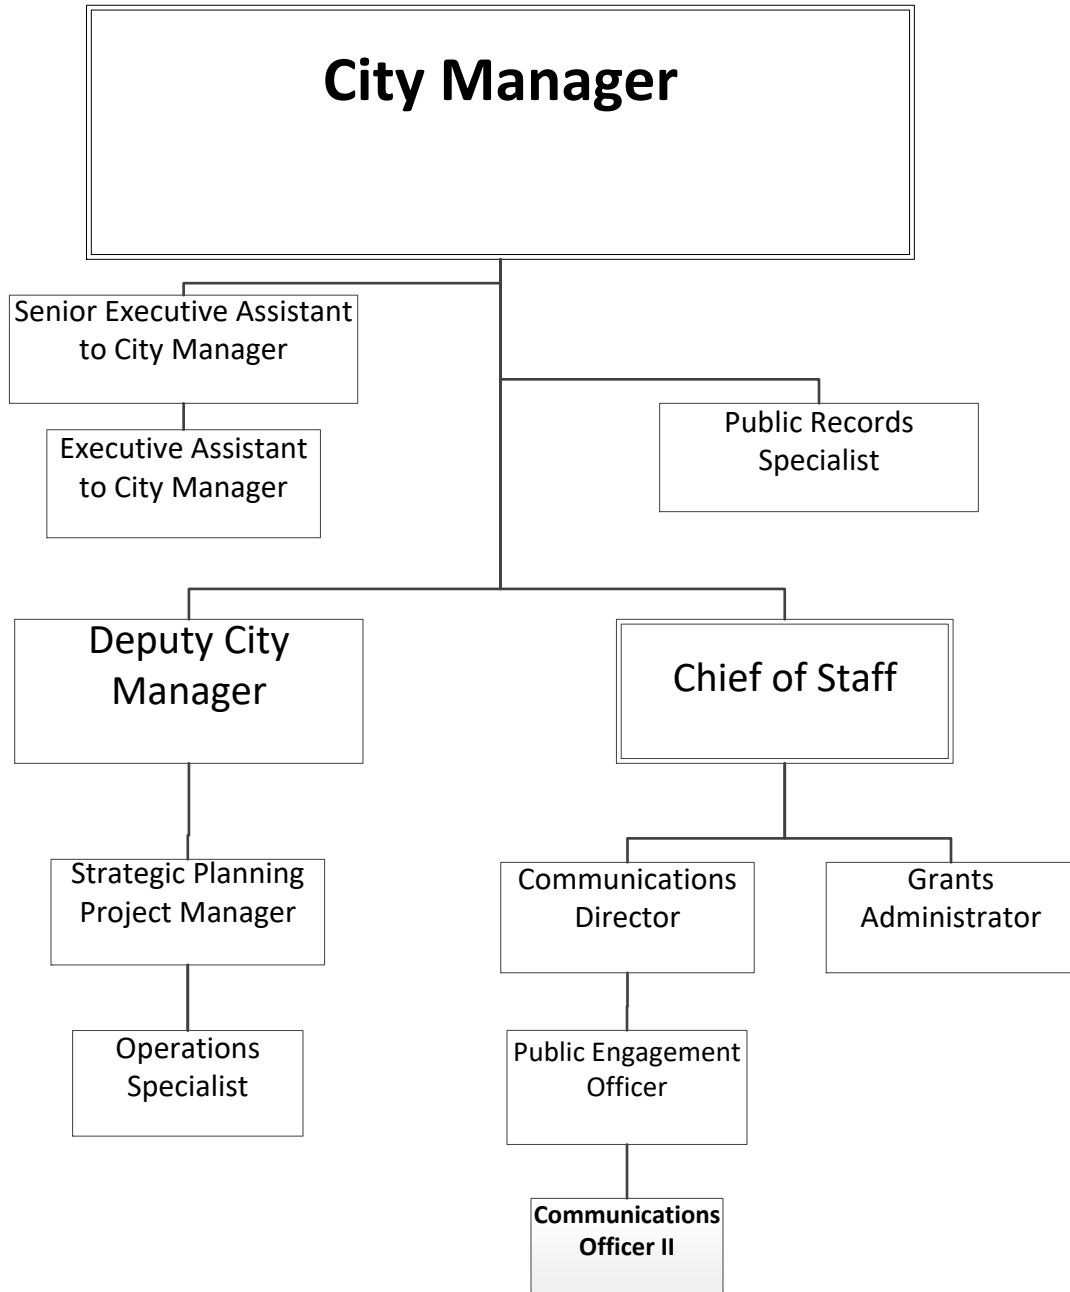 City Manager
Senior Executive Assistant
to City Manager
Executive Assistant
to City Manager
Public Records
Specialist
Deputy City
Manager
Chief of Staff
Strategic Planning
Project Manager
Communications
Director
Grants
Administrator
Operations
Specialist
Public Engagement
Officer
Communications
Officer II